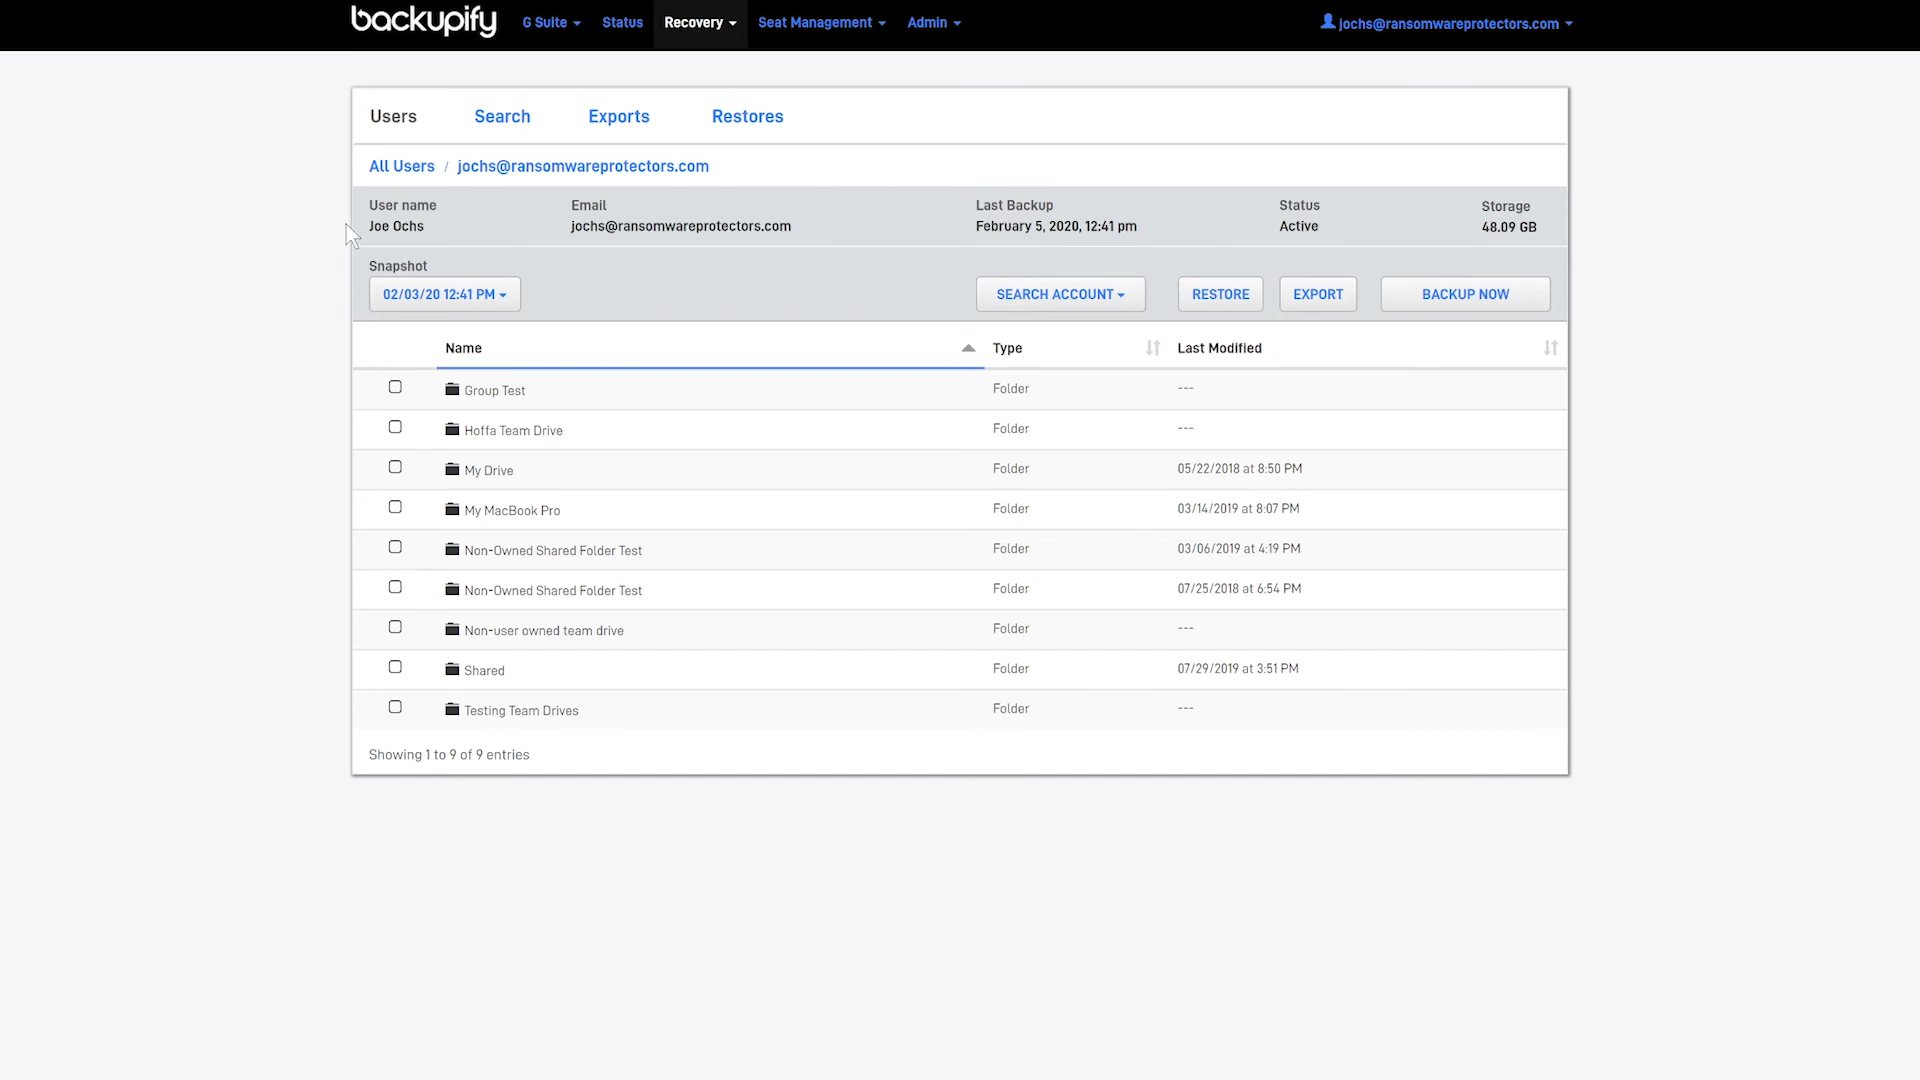 backupify G Suite Status Recovery Seat Management Admin jochs@ransomwareprotectors.com
Users Search Exports Restores
All Users / jochs@ransomwareprotectors.com
User name Email Last Backup Status Storage
Joe Ochs jochs@ransomwareprotectors.com February 5, 2020, 12:41 pm Active 48.09 GB
Snapshot
02/03/20 12:41 PM SEARCH ACCOUNT RESTORE EXPORT BACKUP NOW
Name Type Last Modified
Group Test Folder ---
Hoffa Team Drive Folder ---
My Drive Folder 05/22/2018 at 8:50 PM
My MacBook Pro Folder 03/14/2019 at 8:07 PM
Non-Owned Shared Folder Test Folder 03/06/2019 at 4:19 PM
Non-Owned Shared Folder Test Folder 07/25/2018 at 6:54 PM
Non-user owned team drive Folder ---
Shared Folder 07/29/2019 at 3:51 PM
Testing Team Drives Folder ---
Showing 1 to 9 of 9 entries